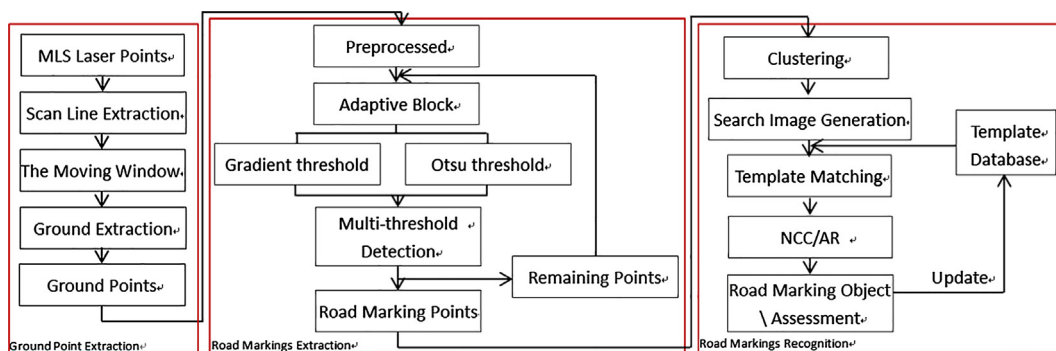 MLS Laser Points
Scan Line Extraction
The Moving Window
Ground Extraction
Ground Points
Ground Point Extraction
Preprocessed
Adaptive Block
Gradient threshold
Otsu threshold
Multi-threshold
Detection
Remaining Points
Road Marking Points
Road Markings Extraction
Clustering
Search Image Generation
Template
Database
Template Matching
NCC/AR
Update
Road Marking Object
\ Assessment
Road Markings Recognition